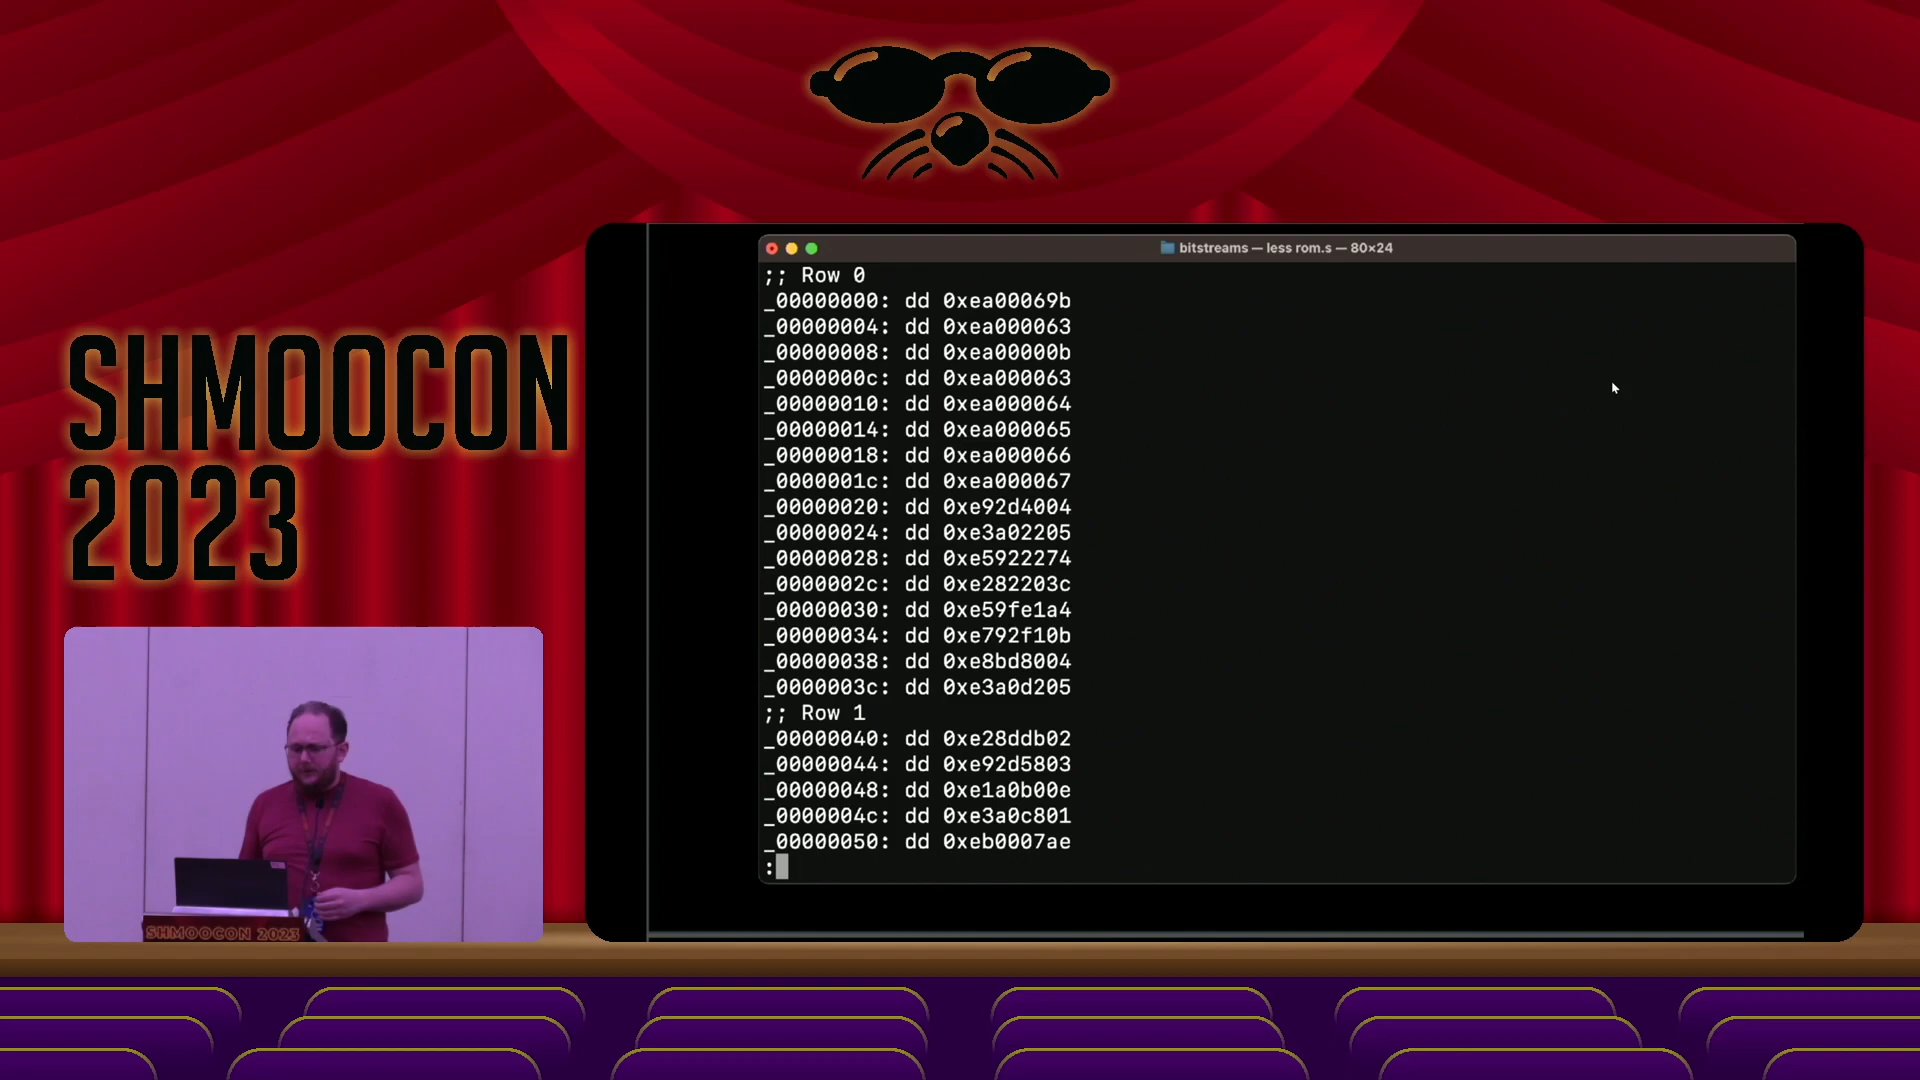 SHMOOCON
2023
bitstreams — less rom.s — 80×24
;; Row 0
_00000000: dd 0xea00069b
_00000004: dd 0xea000063
_00000008: dd 0xea00000b
_0000000c: dd 0xea000063
_00000010: dd 0xea000064
_00000014: dd 0xea000065
_00000018: dd 0xea000066
_0000001c: dd 0xea000067
_00000020: dd 0xe92d4004
_00000024: dd 0xe3a02205
_00000028: dd 0xe5922274
_0000002c: dd 0xe282203c
_00000030: dd 0xe59fe1a4
_00000034: dd 0xe792f10b
_00000038: dd 0xe8bd8004
_0000003c: dd 0xe3a0d205
;; Row 1
_00000040: dd 0xe28ddb02
_00000044: dd 0xe92d5803
_00000048: dd 0xe1a0b00e
_0000004c: dd 0xe3a0c801
_00000050: dd 0xeb0007ae
:
SHMOOCON 2023